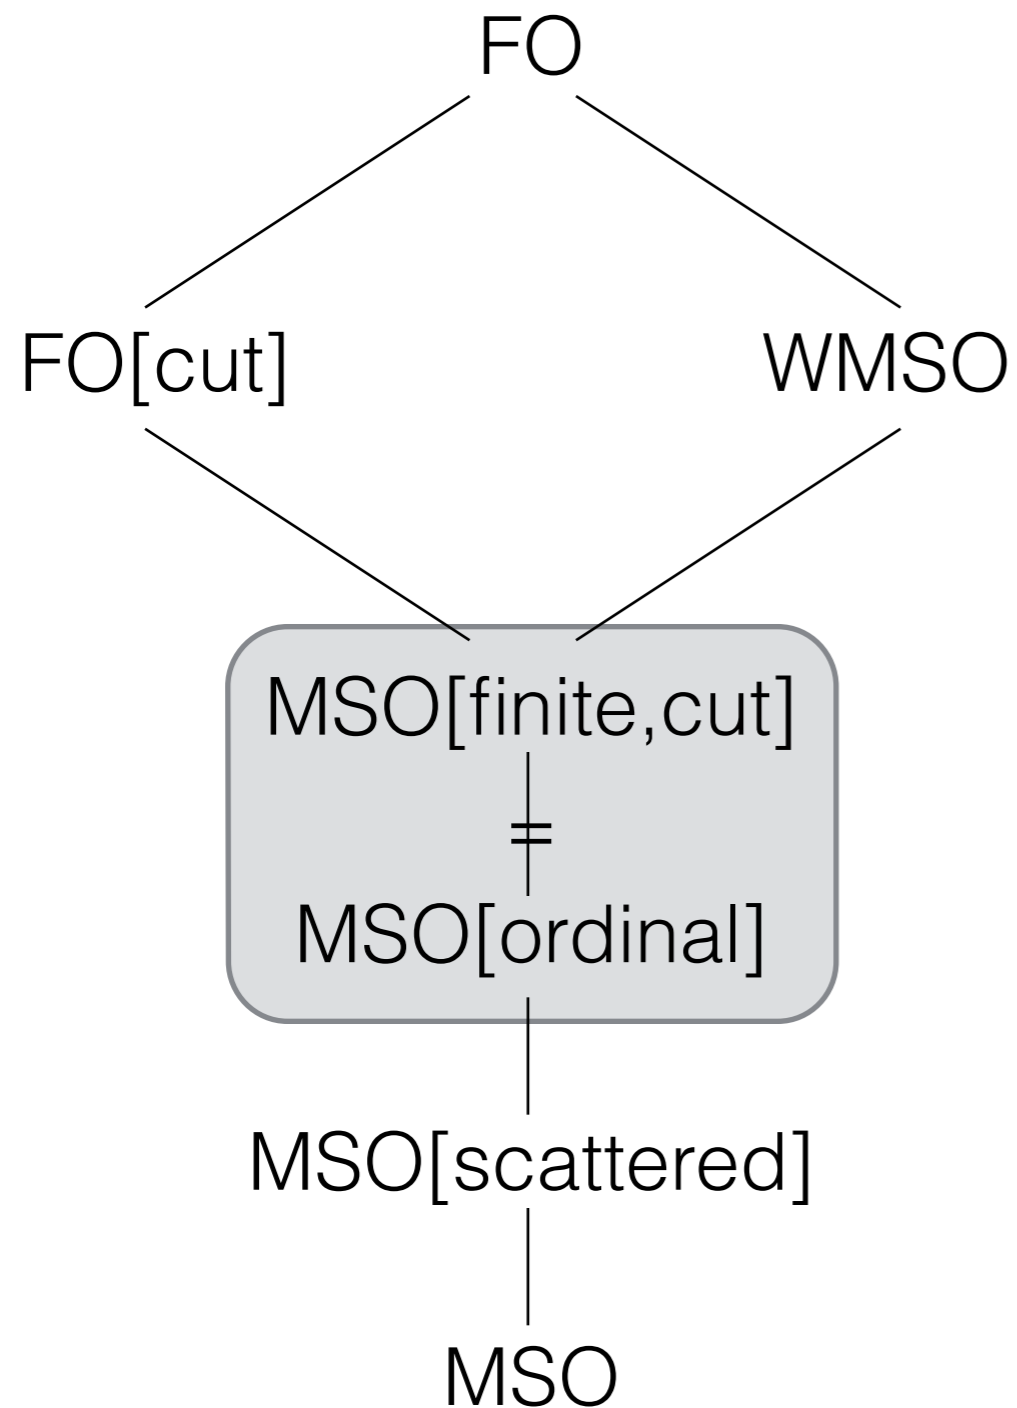 FO
FO[cut] WMSO
MSO[finite,cut]
=
MSO[ordinal]
MSO[scattered]
MSO